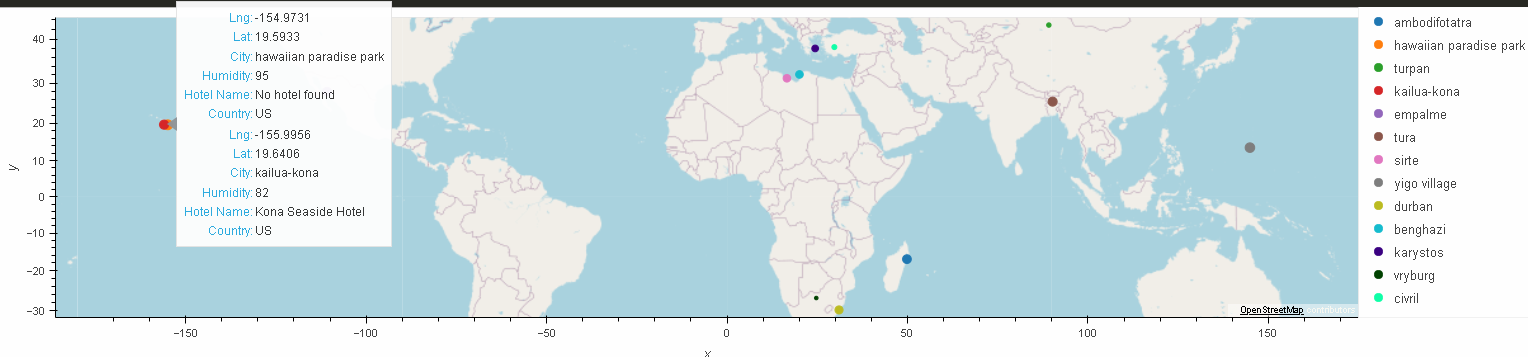 Lng: -154.9731
Lat: 19.5933
City: hawaiian paradise park
Humidity: 95
Hotel Name: No hotel found
Country: US
Lng: -155.9956
Lat: 19.6406
City: kailua-kona
Humidity: 82
Hotel Name: Kona Seaside Hotel
Country: US
y
40
30
20
10
0
−10
−20
−30
−150
−100
−50
0
50
100
150
x
OpenStreetMap contributors
ambodifotatra
hawaiian paradise park
turpan
kailua-kona
empalme
tura
sirte
yigo village
durban
benghazi
karystos
vryburg
civril